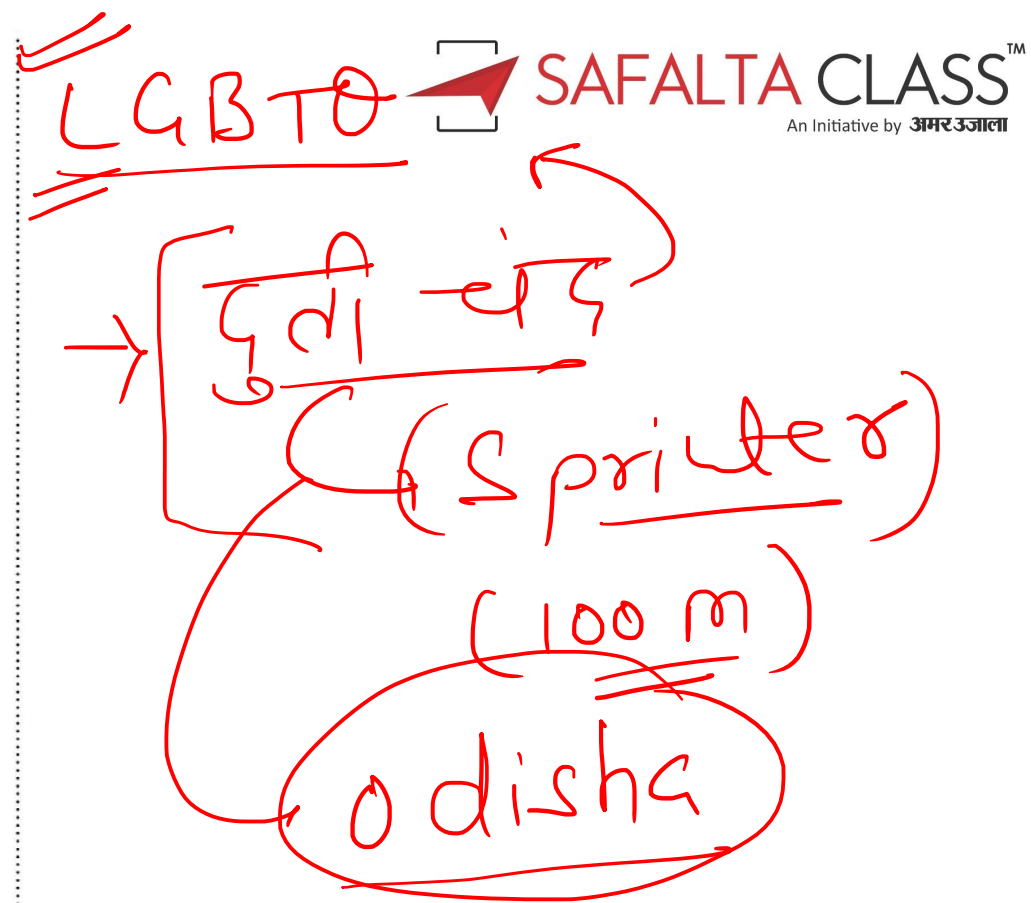 SAFALTA CLASS™
An Initiative by अमर उजाला
LGBTQ
दुती चंद
(Sprinter)
(100 m)
Odisha